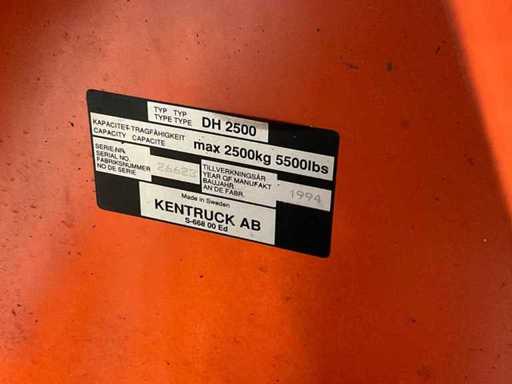 TYP TYP DH 2500
TYPE TYPE
KAPACITET TRAGFÄHIGKEIT max 2500kg 5500lbs
CAPACITY CAPACITE
SERIE-NR. 26623 TILLVERKNINGSÅR 1994
SERIAL NO. YEAR OF MANUFAKT
FABRIKSNUMMER BAUJAHR
NO DE SERIE AN DE FABR.
Made in Sweden
KENTRUCK AB
S-668 00 Ed